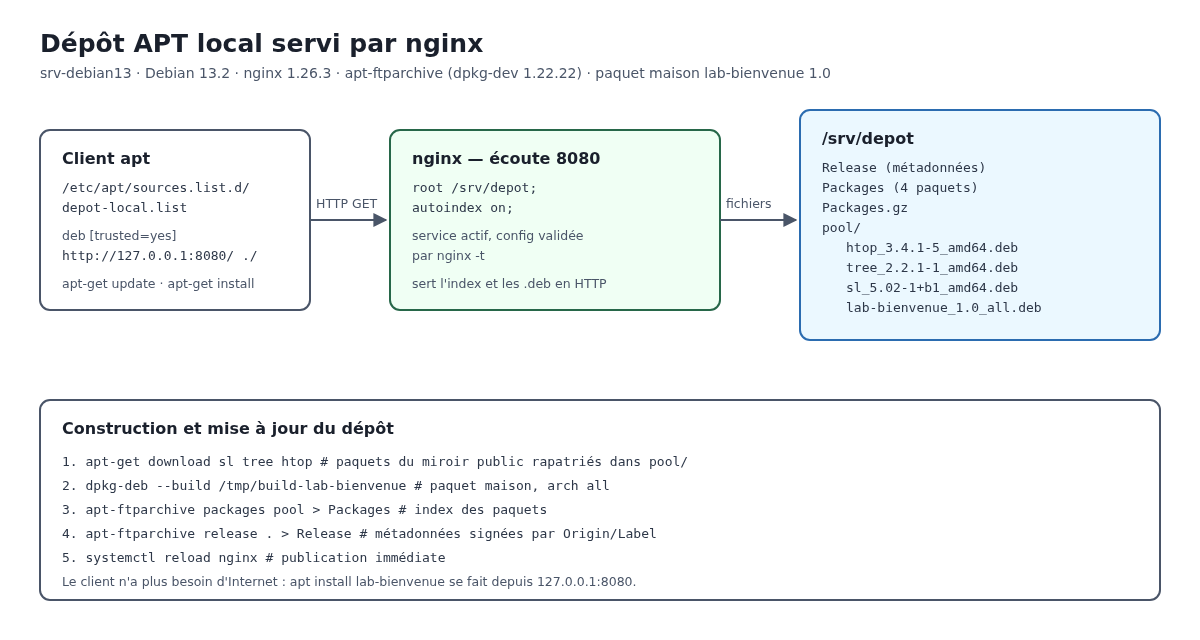 Dépôt APT local servi par nginx
srv-debian13 · Debian 13.2 · nginx 1.26.3 · apt-ftparchive (dpkg-dev 1.22.22) · paquet maison lab-bienvenue 1.0
Client apt
/etc/apt/sources.list.d/
depot-local.list
deb [trusted=yes]
http://127.0.0.1:8080/ ./
apt-get update · apt-get install
HTTP GET
nginx — écoute 8080
root /srv/depot;
autoindex on;
service actif, config validée
par nginx -t
sert l'index et les .deb en HTTP
fichiers
/srv/depot
Release (métadonnées)
Packages (4 paquets)
Packages.gz
pool/
htop_3.4.1-5_amd64.deb
tree_2.2.1-1_amd64.deb
sl_5.02-1+b1_amd64.deb
lab-bienvenue_1.0_all.deb
Construction et mise à jour du dépôt
1. apt-get download sl tree htop # paquets du miroir public rapatriés dans pool/
2. dpkg-deb --build /tmp/build-lab-bienvenue # paquet maison, arch all
3. apt-ftparchive packages pool > Packages # index des paquets
4. apt-ftparchive release . > Release # métadonnées signées par Origin/Label
5. systemctl reload nginx # publication immédiate
Le client n'a plus besoin d'Internet : apt install lab-bienvenue se fait depuis 127.0.0.1:8080.